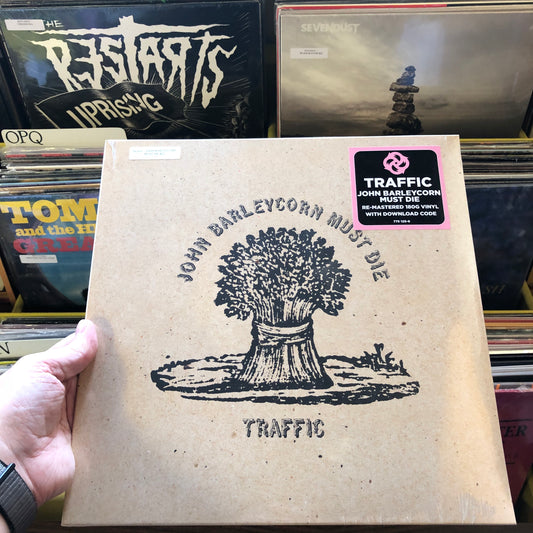 THE
RESTARTS
UPRISING
SEVENDUST
OPQ
TOM
and the H
GREA
JOHN BARLEYCORN MUST DIE
TRAFFIC
TRAFFIC
JOHN BARLEYCORN
MUST DIE
RE-MASTERED 180G VINYL
WITH DOWNLOAD CODE
N